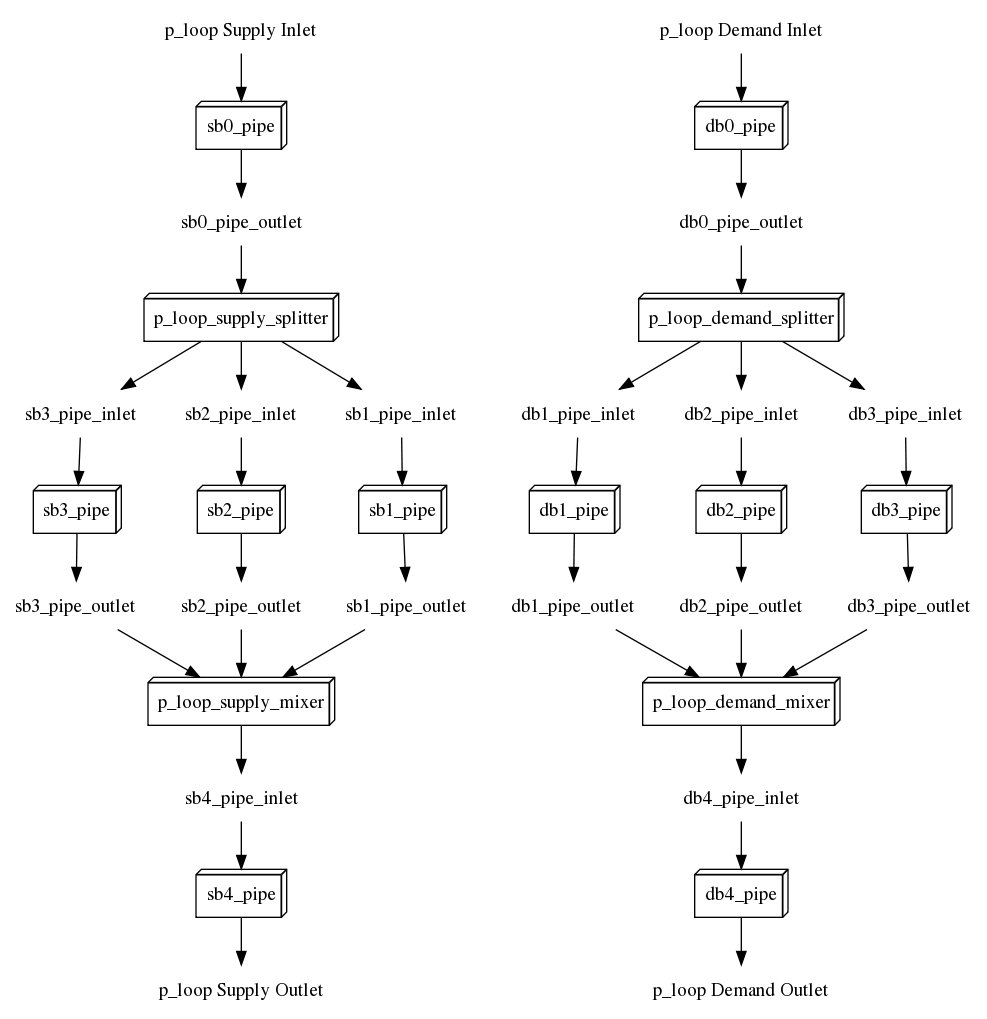 p_loop Supply Inlet
p_loop Demand Inlet
sb0_pipe
db0_pipe
sb0_pipe_outlet
db0_pipe_outlet
p_loop_supply_splitter
p_loop_demand_splitter
sb3_pipe_inlet
sb2_pipe_inlet
sb1_pipe_inlet
db1_pipe_inlet
db2_pipe_inlet
db3_pipe_inlet
sb3_pipe
sb2_pipe
sb1_pipe
db1_pipe
db2_pipe
db3_pipe
sb3_pipe_outlet
sb2_pipe_outlet
sb1_pipe_outlet
db1_pipe_outlet
db2_pipe_outlet
db3_pipe_outlet
p_loop_supply_mixer
p_loop_demand_mixer
sb4_pipe_inlet
db4_pipe_inlet
sb4_pipe
db4_pipe
p_loop Supply Outlet
p_loop Demand Outlet